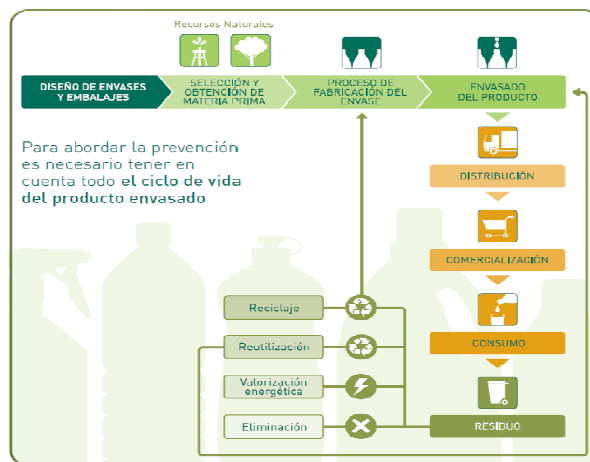 Recursos Naturales
DISEÑO DE ENVASES
Y EMBALAJES
SELECCIÓN Y
OBTENCIÓN DE
MATERIA PRIMA
PROCESO DE
FABRICACIÓN DEL
ENVASE
ENVASADO
DEL PRODUCTO
Para abordar la prevención
es necesario tener en
cuenta todo el ciclo de vida
del producto envasado
DISTRIBUCIÓN
COMERCIALIZACIÓN
CONSUMO
RESÍDUO
Reciclaje
Reutilización
Valorización
energética
Eliminación